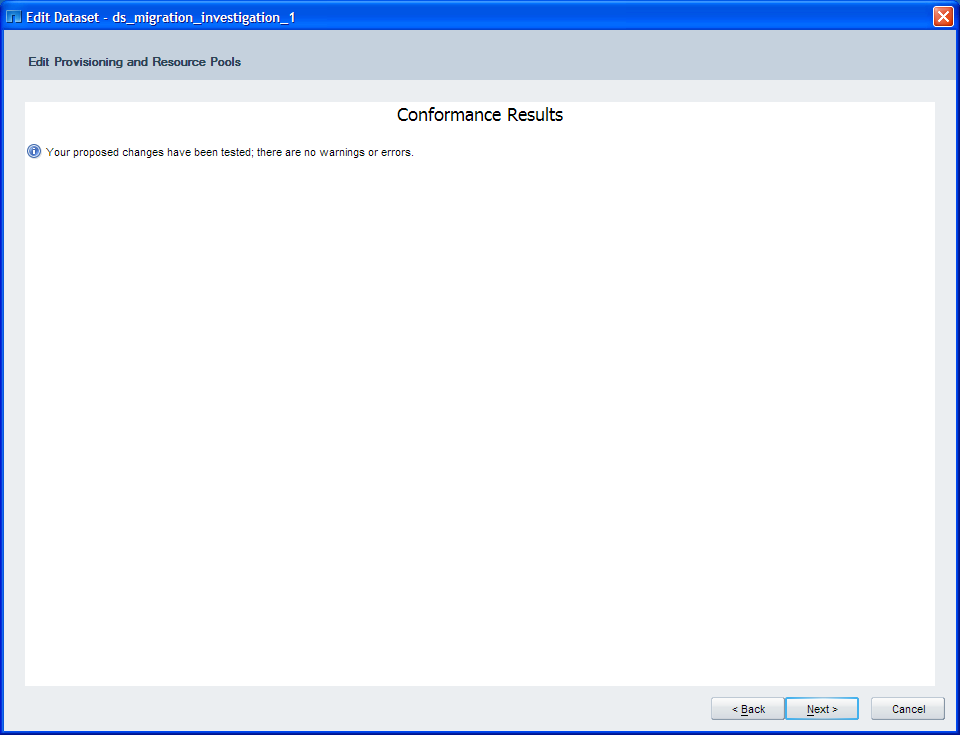 Edit Dataset - ds_migration_investigation_1
Edit Provisioning and Resource Pools
Conformance Results
Your proposed changes have been tested; there are no warnings or errors.
< Back Next > Cancel